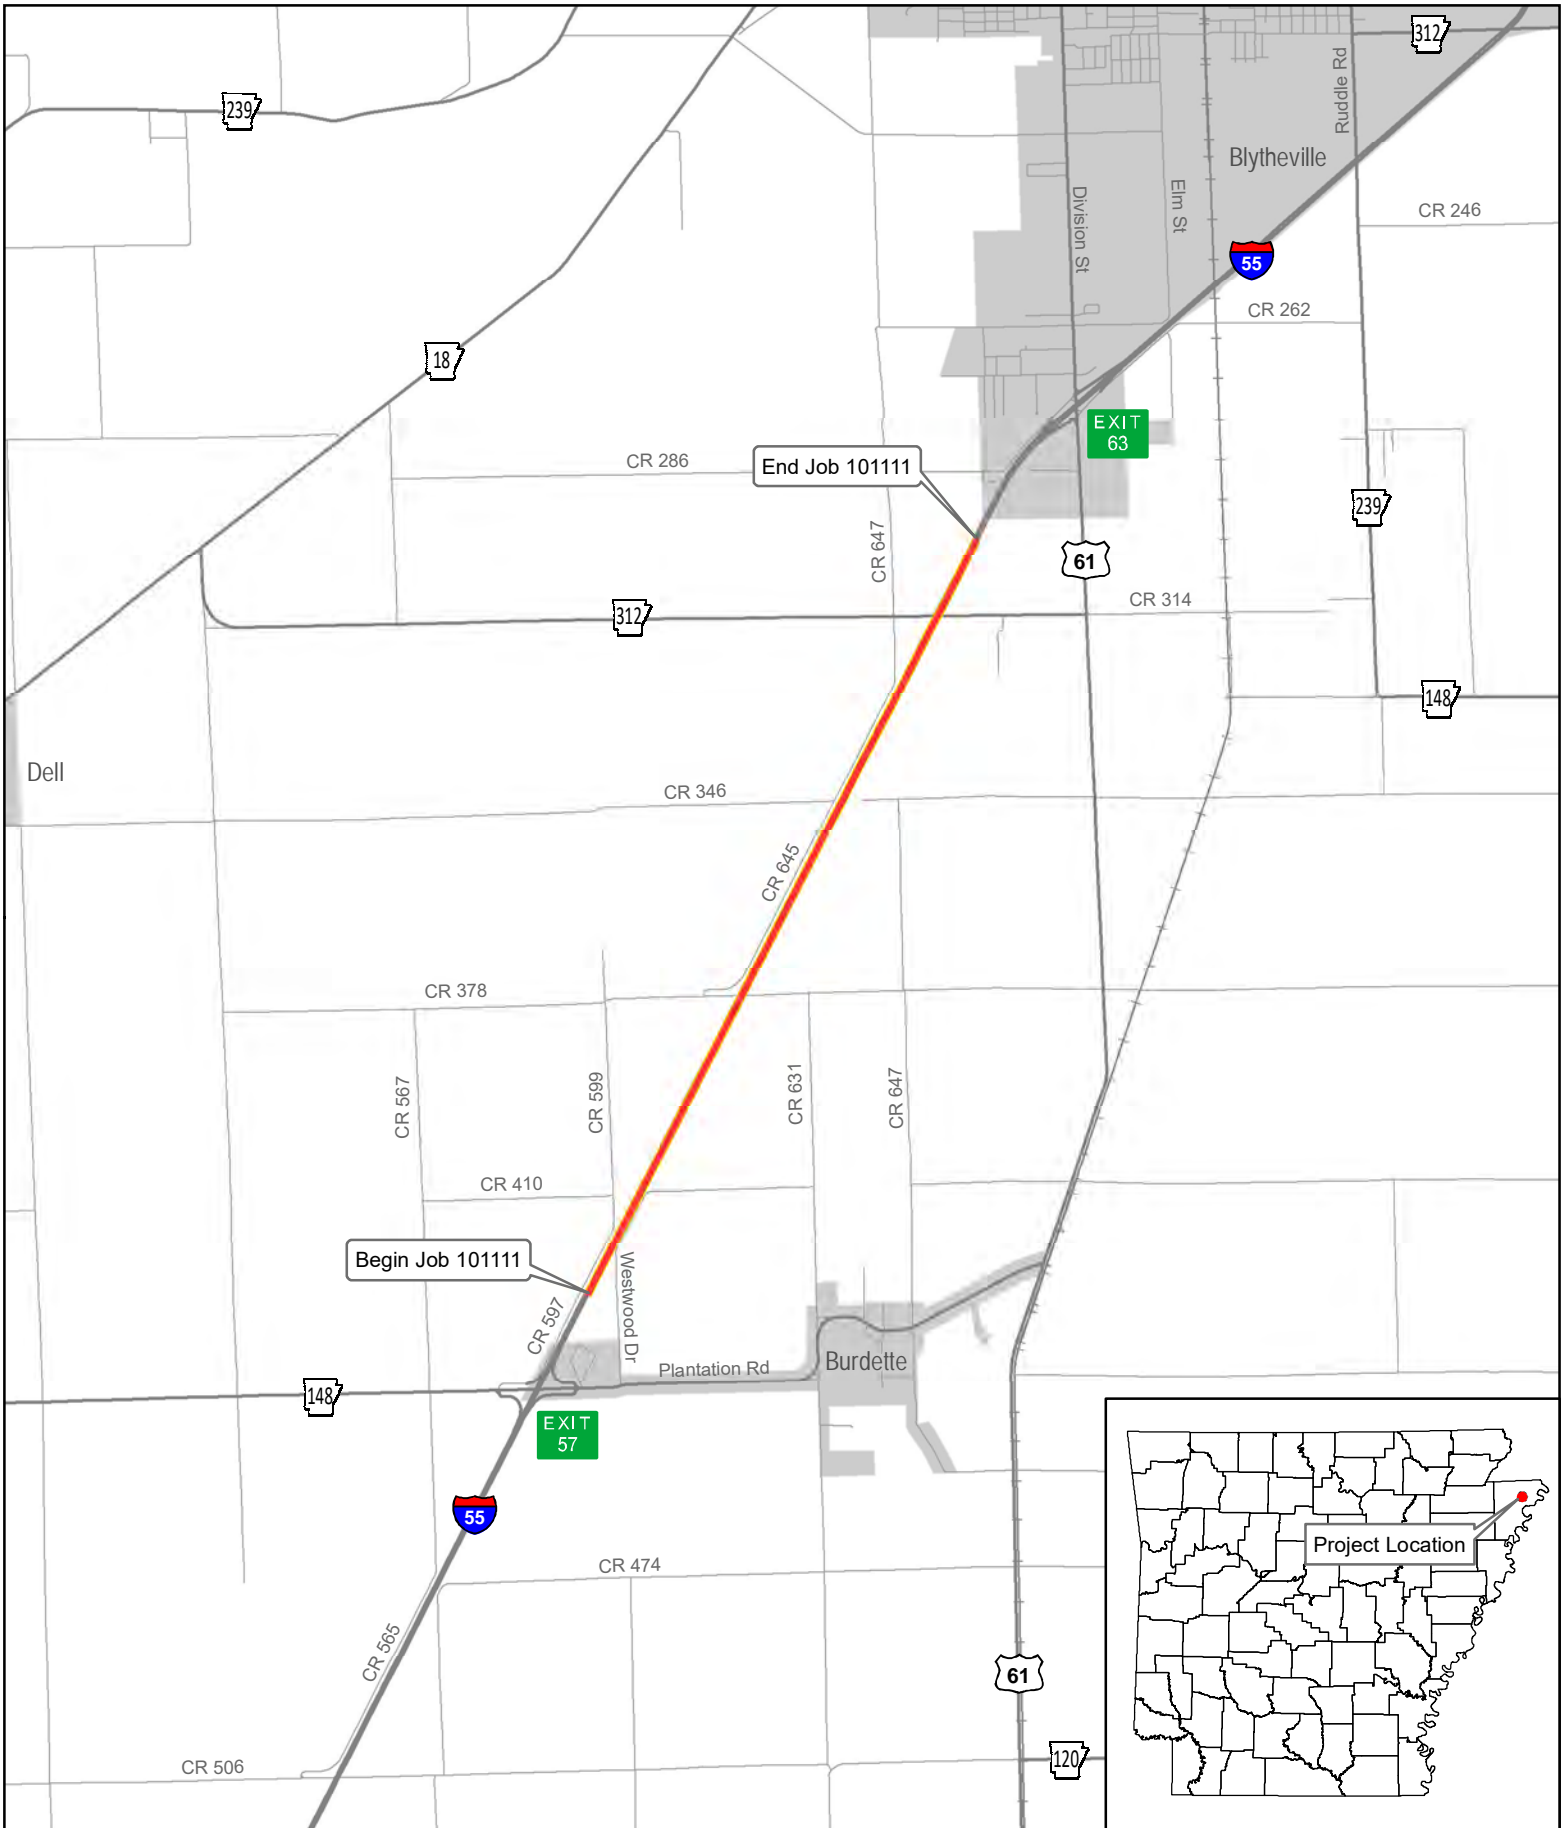 312
239
Ruddle Rd
Blytheville
Division St
Elm St
CR 246
55
CR 262
18
EXIT
63
CR 286
End Job 101111
239
CR 647
61
CR 314
312
148
Dell
CR 346
CR 645
CR 378
CR 567
CR 599
CR 631
CR 647
CR 410
Begin Job 101111
Westwood Dr
CR 597
Plantation Rd
Burdette
148
EXIT
57
55
Project Location
CR 474
CR 565
61
CR 506
120